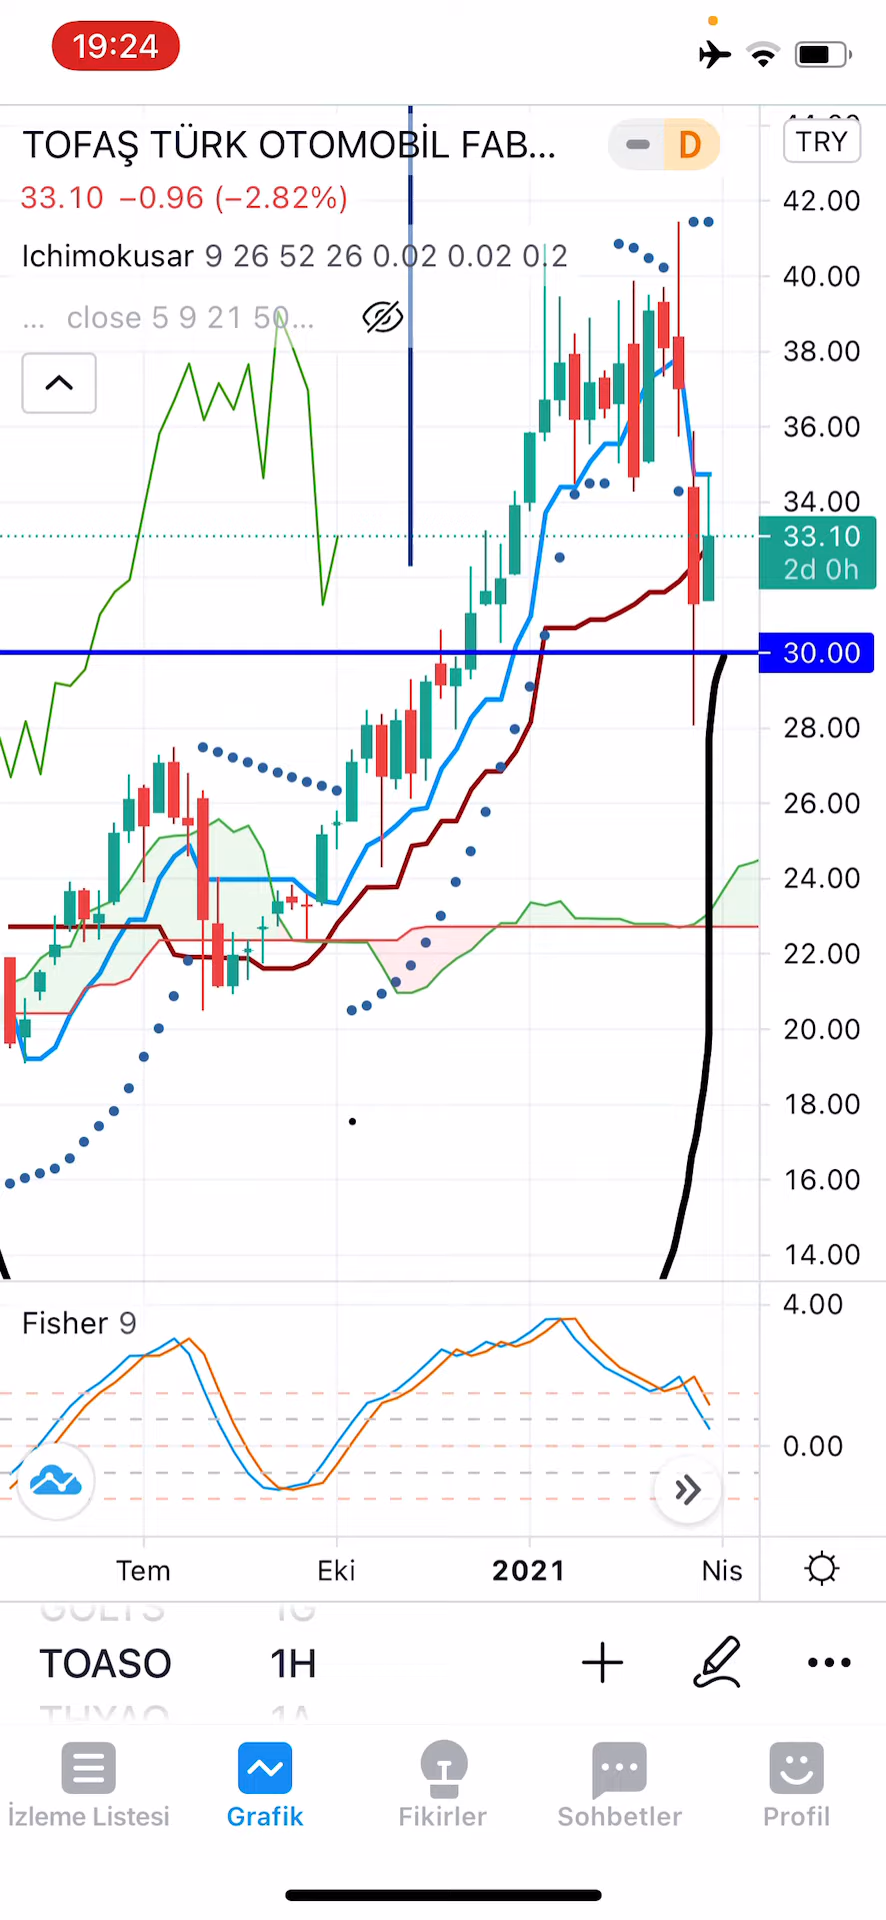 19:24
TOFAŞ TÜRK OTOMOBİL FAB...
D
TRY
33.10 −0.96 (−2.82%)
Ichimokusar 9 26 52 26 0.02 0.02 0.2
... close 5 9 21 50...
42.00
40.00
38.00
36.00
34.00
33.10
2d 0h
30.00
28.00
26.00
24.00
22.00
20.00
18.00
16.00
14.00
Fisher 9
4.00
0.00
Tem Eki 2021 Nis
TOASO 1H
İzleme Listesi Grafik Fikirler Sohbetler Profil